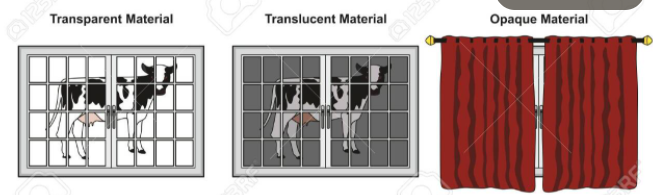 Transparent Material
Translucent Material
Opaque Material